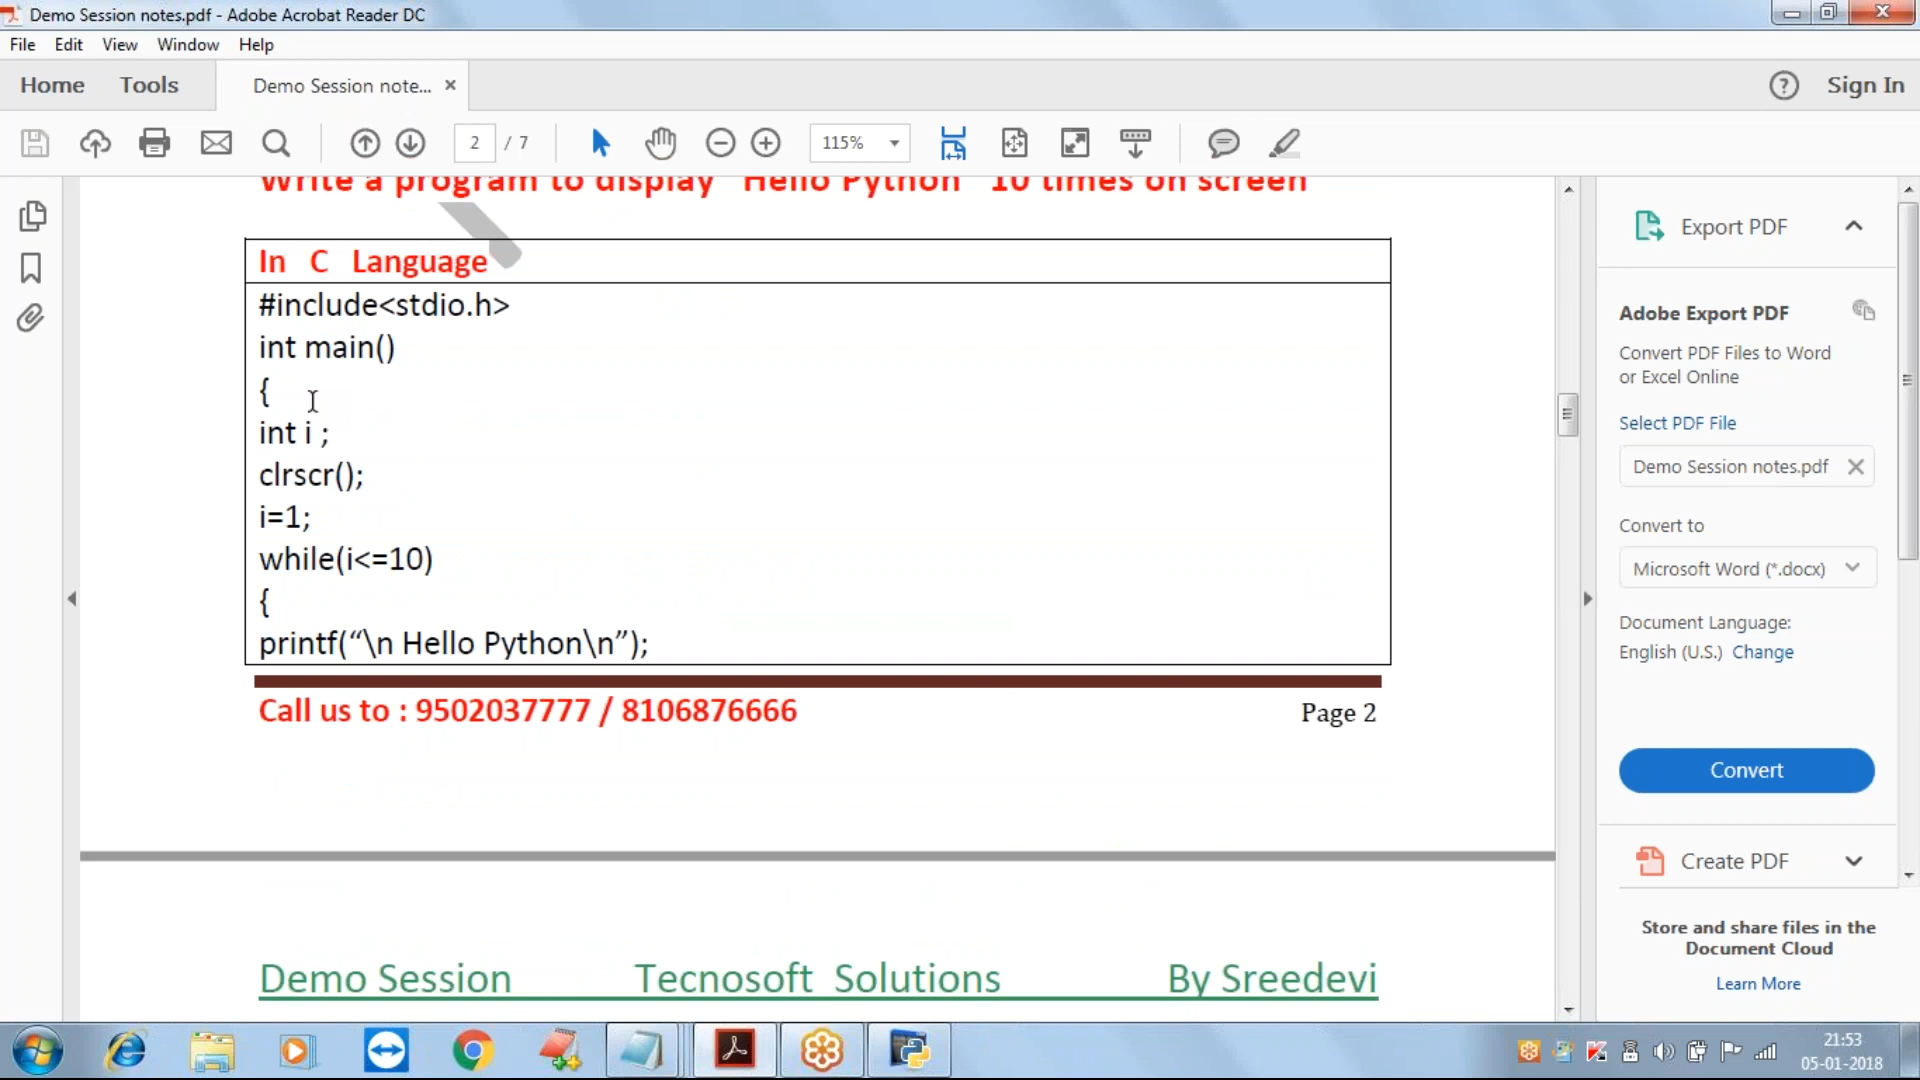 Demo Session notes.pdf - Adobe Acrobat Reader DC
File Edit View Window Help
Home Tools Demo Session note... × Sign In
2 / 7 115%
Write a program to display "Hello Python" 10 times on screen
In C Language
#include<stdio.h>
int main()
{
int i ;
clrscr();
i=1;
while(i<=10)
{
printf(“\n Hello Python\n”);
Call us to : 9502037777 / 8106876666
Page 2
Demo Session Tecnosoft Solutions By Sreedevi
Export PDF
Adobe Export PDF
Convert PDF Files to Word
or Excel Online
Select PDF File
Demo Session notes.pdf
Convert to
Microsoft Word (*.docx)
Document Language:
English (U.S.) Change
Convert
Create PDF
Store and share files in the
Document Cloud
Learn More
21:53
05-01-2018